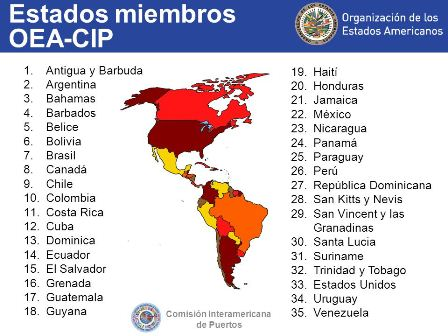 Estados miembros
OEA-CIP
Organización de los
Estados Americanos
1. Antigua y Barbuda
2. Argentina
3. Bahamas
4. Barbados
5. Belice
6. Bolivia
7. Brasil
8. Canadá
9. Chile
10. Colombia
11. Costa Rica
12. Cuba
13. Dominica
14. Ecuador
15. El Salvador
16. Grenada
17. Guatemala
18. Guyana
19. Haití
20. Honduras
21. Jamaica
22. México
23. Nicaragua
24. Panamá
25. Paraguay
26. Perú
27. República Dominicana
28. San Kitts y Nevis
29. San Vincent y las
Granadinas
30. Santa Lucia
31. Suriname
32. Trinidad y Tobago
33. Estados Unidos
34. Uruguay
35. Venezuela
Comisión Interamericana
de Puertos